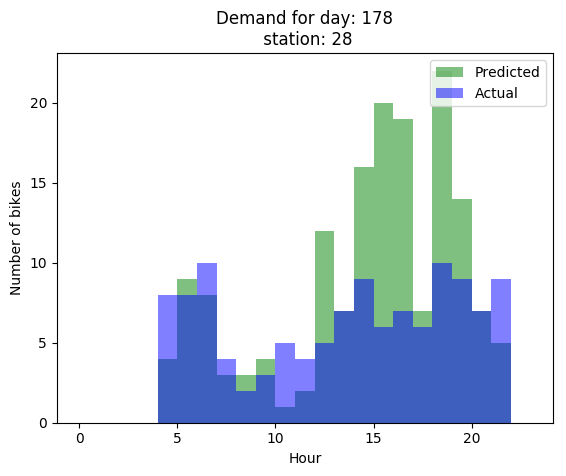 Demand for day: 178
station: 28
Predicted
Actual
Number of bikes
20
15
10
5
0
0
5
10
15
20
Hour